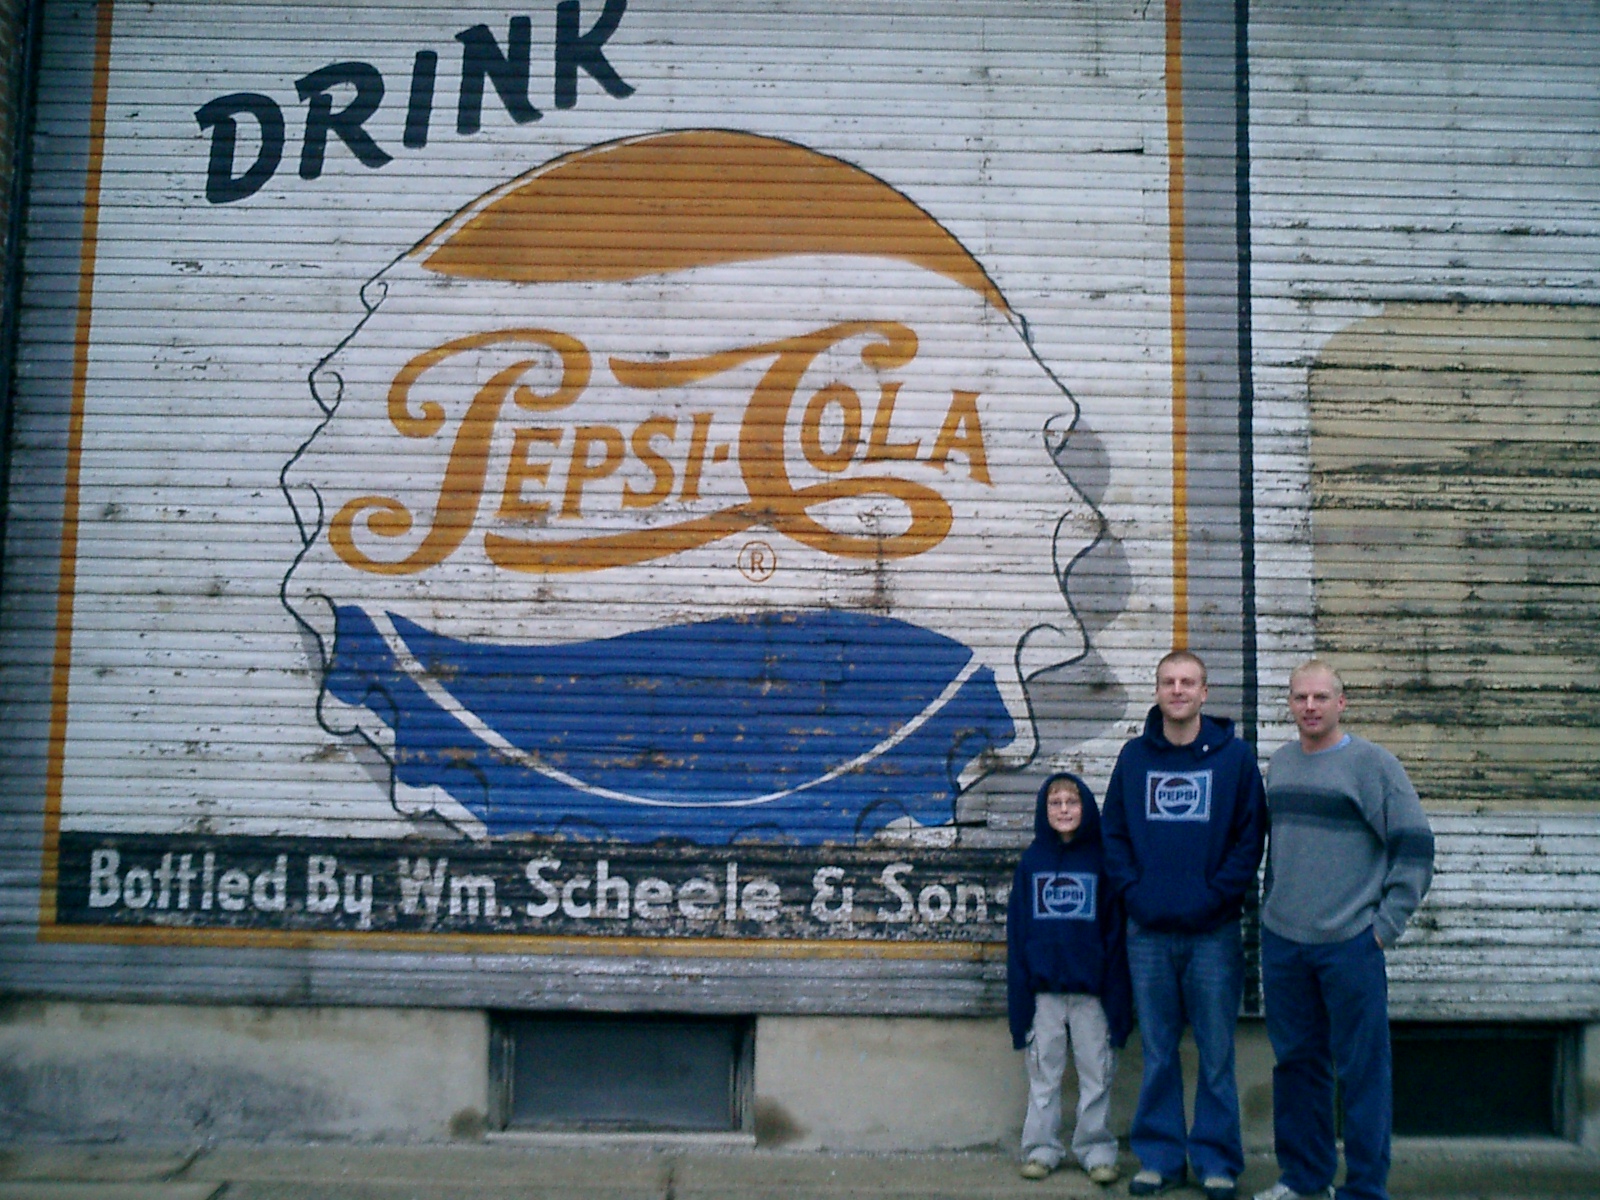 DRINK
PEPSI-COLA
®
Bottled By Wm. Scheele & Sons
PEPSI
PEPSI